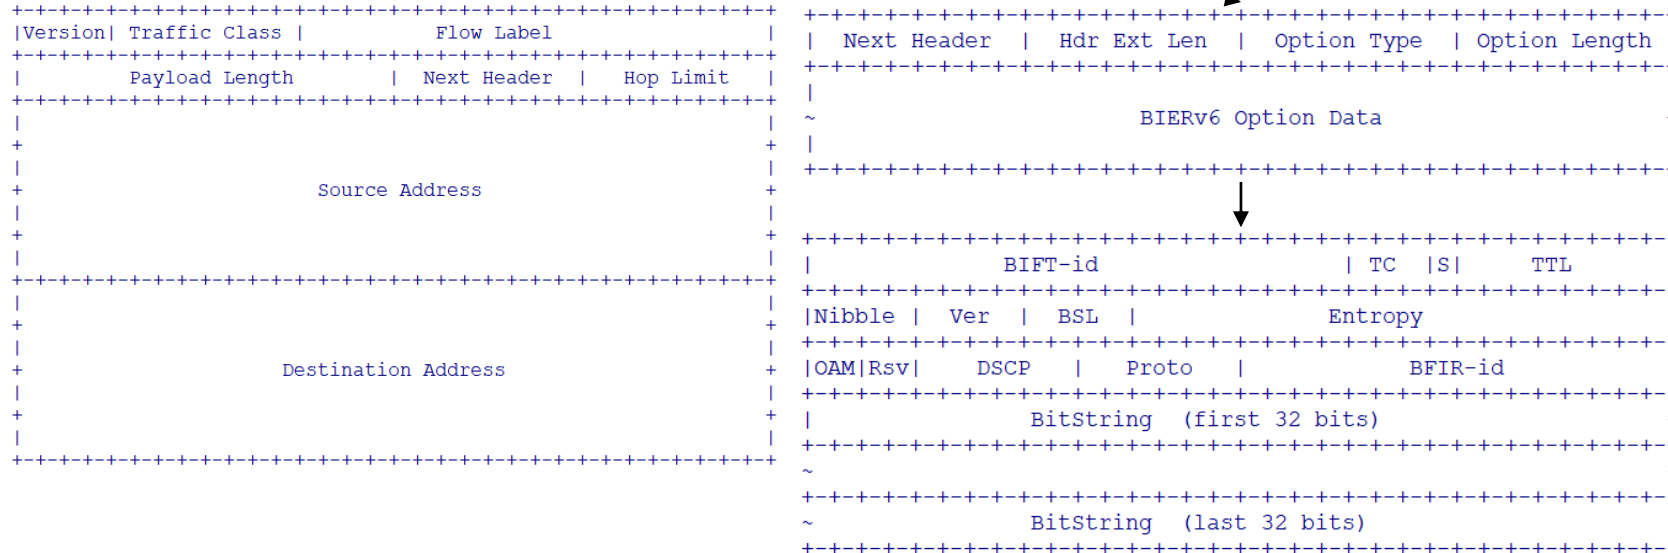 |Version| Traffic Class | Flow Label |
| Payload Length | Next Header | Hop Limit |
Source Address
Destination Address
| Next Header | Hdr Ext Len | Option Type | Option Length
~ BIERv6 Option Data
| BIFT-id | TC |S| TTL
|Nibble | Ver | BSL | Entropy
|OAM|Rsv| DSCP | Proto | BFIR-id
| BitString (first 32 bits)
~
~ BitString (last 32 bits)